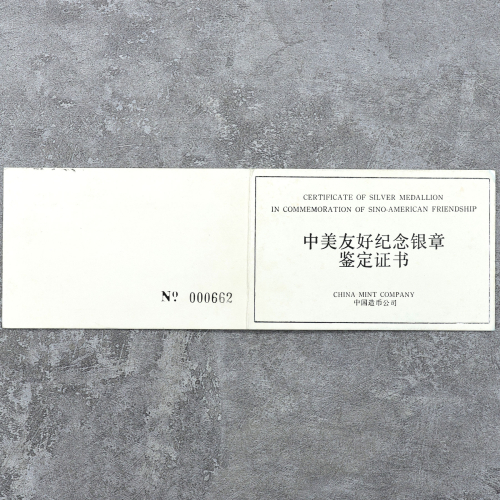 Nº 000662
CERTIFICATE OF SILVER MEDALLION
IN COMMEMORATION OF SINO-AMERICAN FRIENDSHIP
中美友好纪念银章
鉴定证书
CHINA MINT COMPANY
中国造币公司